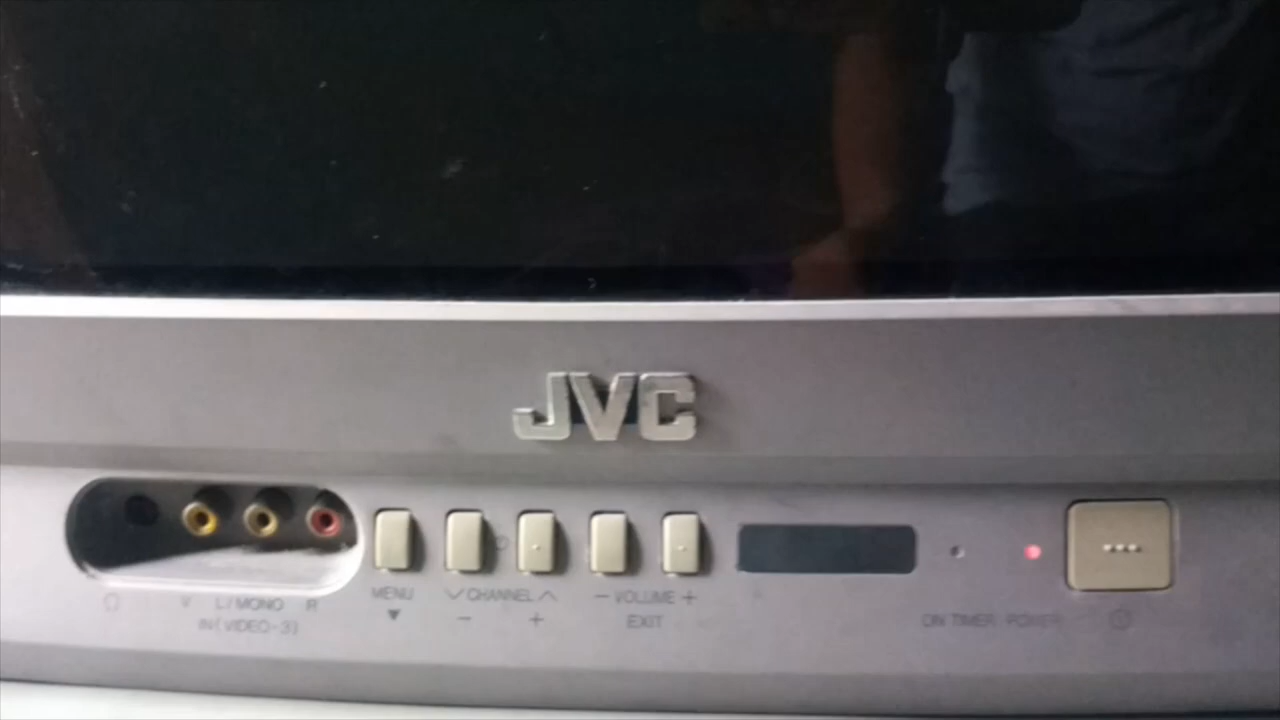 JVC
MENU
CHANNEL
- VOLUME +
- +
EXIT
V L/MONO R
IN (VIDEO-3)
ON TIMER POWER